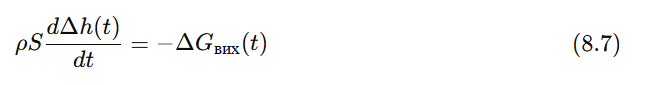 ρS dΔh(t)/dt = −ΔG_вих(t) (8.7)